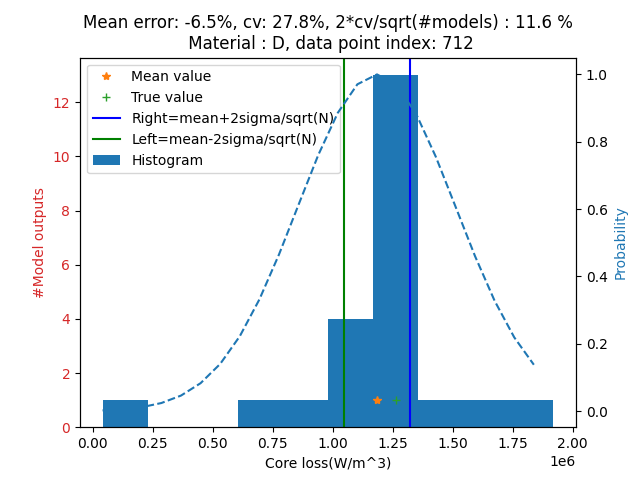 Mean error: -6.5%, cv: 27.8%, 2*cv/sqrt(#models) : 11.6 %
Material : D, data point index: 712
Mean value
True value
Right=mean+2sigma/sqrt(N)
Left=mean-2sigma/sqrt(N)
Histogram
#Model outputs
12
10
8
6
4
2
0
1.0
0.8
0.6
0.4
0.2
0.0
Probability
0.00 0.25 0.50 0.75 1.00 1.25 1.50 1.75 2.00
1e6
Core loss(W/m^3)